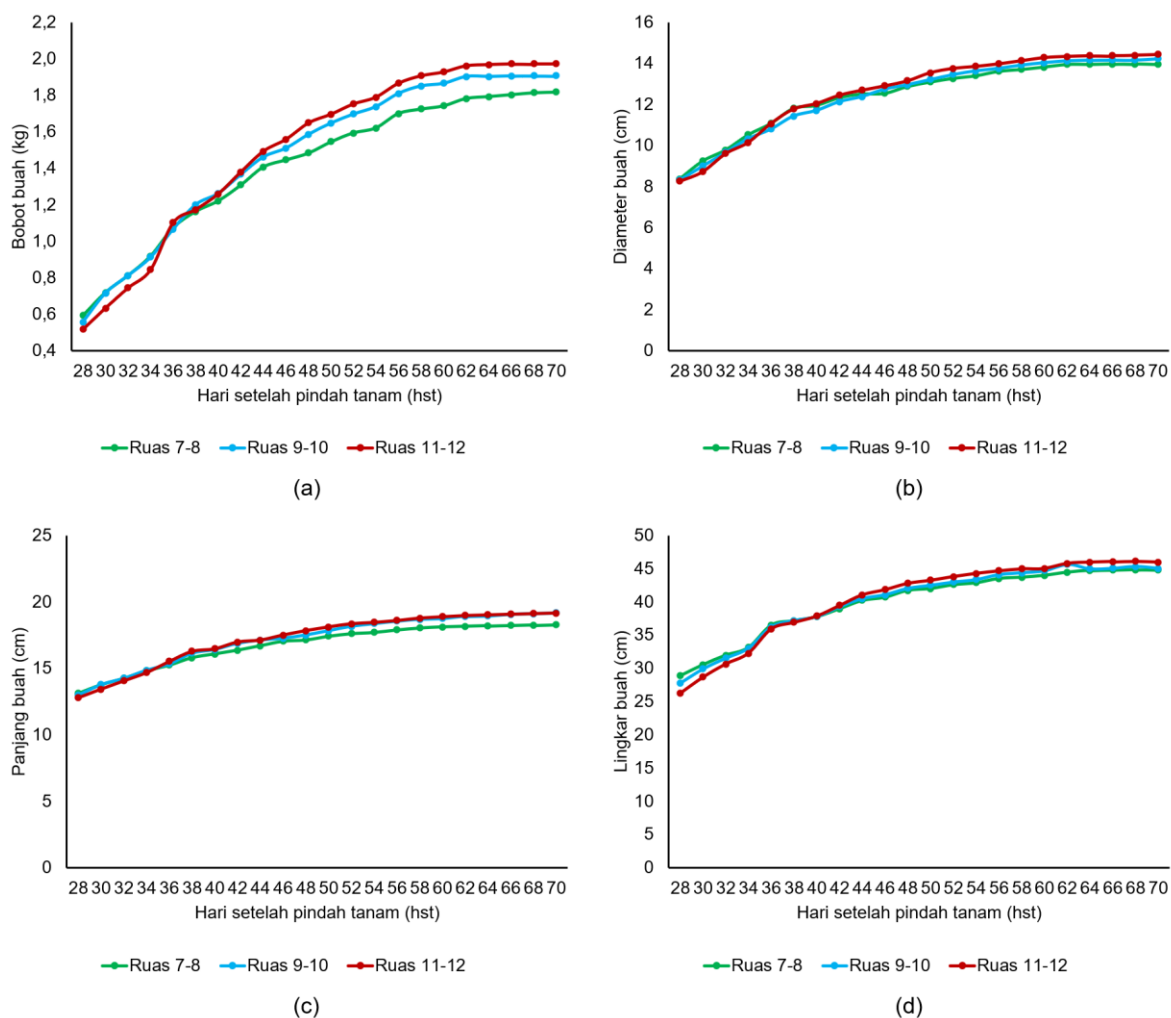 2,2
2,0
1,8
1,6
1,4
1,2
1,0
0,8
0,6
0,4
Bobot buah (kg)
28 30 32 34 36 38 40 42 44 46 48 50 52 54 56 58 60 62 64 66 68 70
Hari setelah pindah tanam (hst)
Ruas 7-8 Ruas 9-10 Ruas 11-12
(a)
16
14
12
10
8
6
4
2
0
Diameter buah (cm)
28 30 32 34 36 38 40 42 44 46 48 50 52 54 56 58 60 62 64 66 68 70
Hari setelah pindah tanam (hst)
Ruas 7-8 Ruas 9-10 Ruas 11-12
(b)
25
20
15
10
5
0
Panjang buah (cm)
28 30 32 34 36 38 40 42 44 46 48 50 52 54 56 58 60 62 64 66 68 70
Hari setelah pindah tanam (hst)
Ruas 7-8 Ruas 9-10 Ruas 11-12
(c)
50
45
40
35
30
25
20
15
10
5
0
Lingkar buah (cm)
28 30 32 34 36 38 40 42 44 46 48 50 52 54 56 58 60 62 64 66 68 70
Hari setelah pindah tanam (hst)
Ruas 7-8 Ruas 9-10 Ruas 11-12
(d)